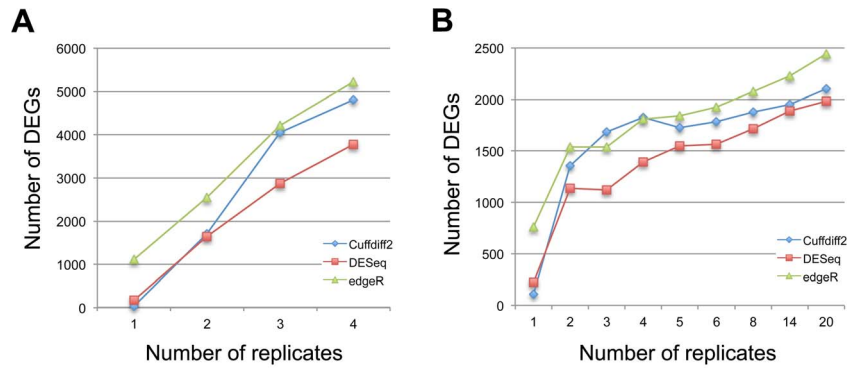 A
Number of DEGs
6000
5000
4000
3000
2000
1000
0
1 2 3 4
Number of replicates
Cuffdiff2
DESeq
edgeR
B
Number of DEGs
2500
2000
1500
1000
500
0
1 2 3 4 5 6 8 14 20
Number of replicates
Cuffdiff2
DESeq
edgeR